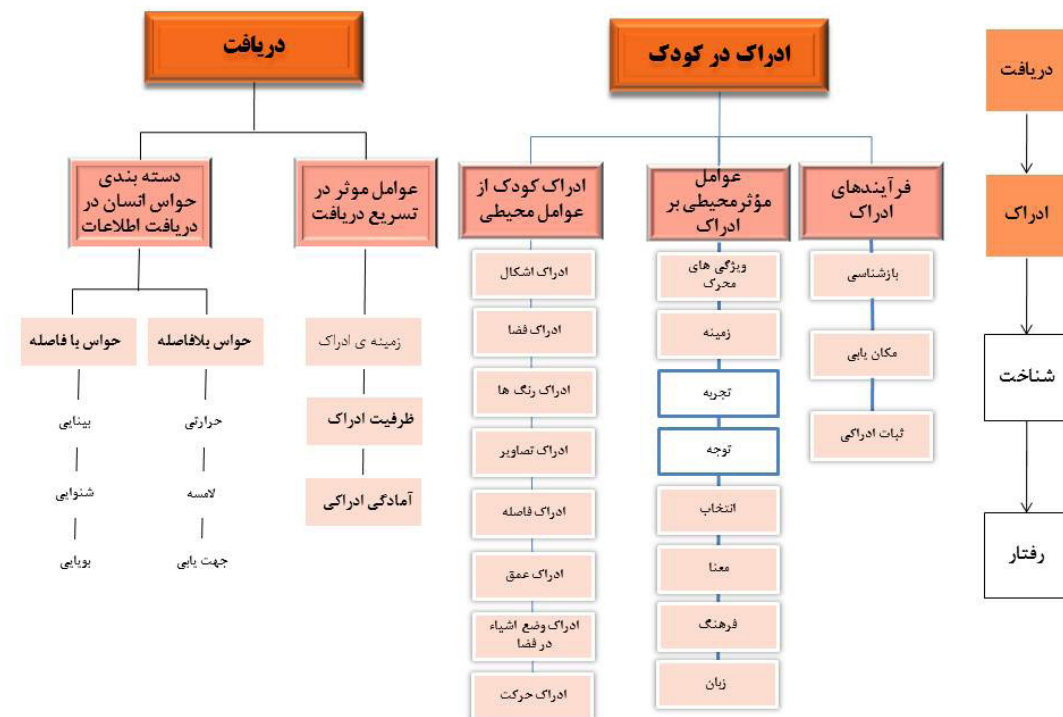 دریافت
ادراک
شناخت
رفتار
ادراک در کودک
فرآیندهای
ادراک
بازشناسی
مکان یابی
ثبات ادراکی
عوامل
مؤثرمحیطی بر
ادراک
ویژگی های
محرک
زمینه
تجربه
توجه
انتخاب
معنا
فرهنگ
زبان
ادراک کودک از
عوامل محیطی
ادراک اشکال
ادراک فضا
ادراک رنگ ها
ادراک تصاویر
ادراک فاصله
ادراک عمق
ادراک وضع اشیاء
در فضا
ادراک حرکت
دریافت
عوامل موثر در
تسریع دریافت
زمینه ی ادراک
ظرفیت ادراک
آمادگی ادراکی
دسته بندی
حواس انسان در
دریافت اطلاعات
حواس بلافاصله
حرارتی
لامسه
جهت یابی
حواس با فاصله
بینایی
شنوایی
بویایی